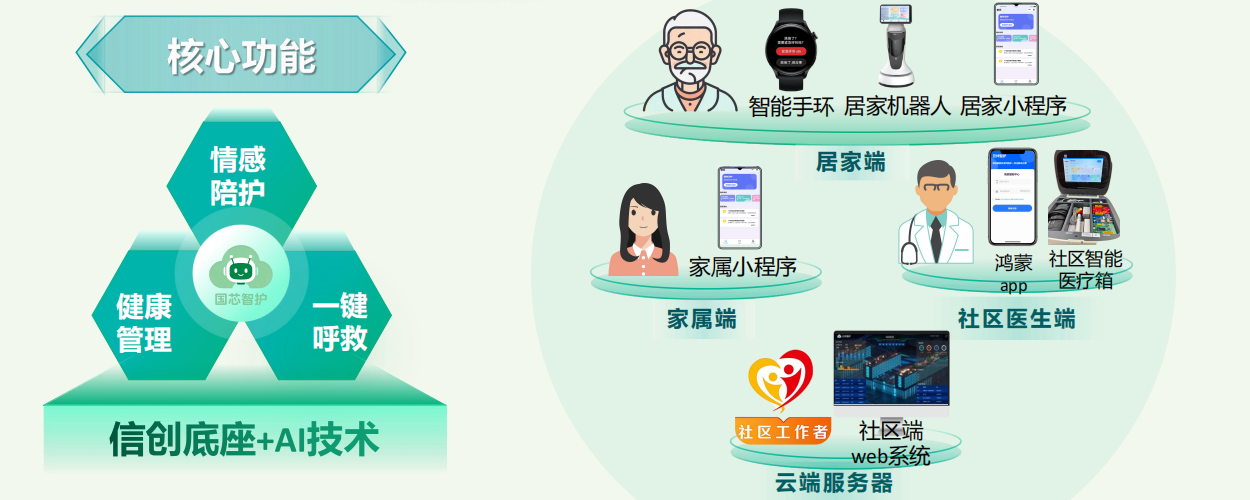 核心功能
情感
陪护
国芯智护
健康
管理
一键
呼救
信创底座+AI技术
智能手环
居家机器人
居家小程序
居家端
家属小程序
家属端
鸿蒙
app
社区智能
医疗箱
社区医生端
社区工作者
社区端
web系统
云端服务器